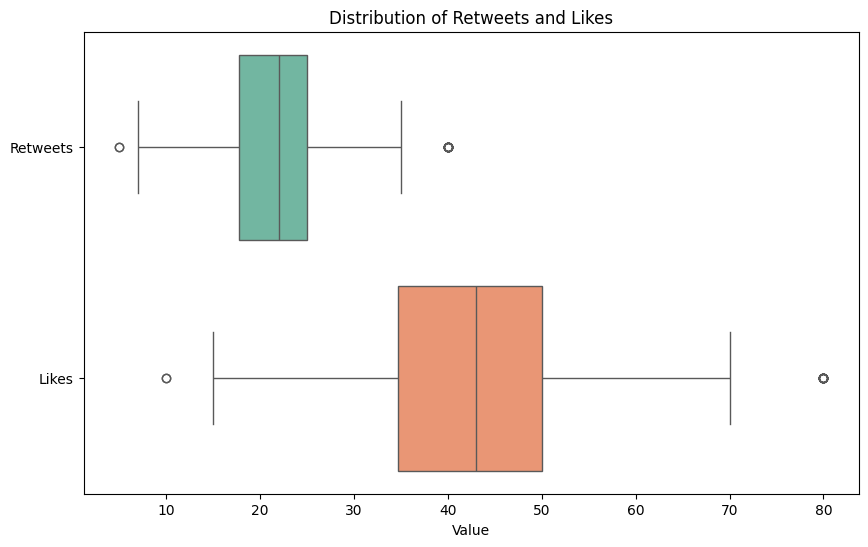 Distribution of Retweets and Likes
Retweets
Likes
10 20 30 40 50 60 70 80
Value